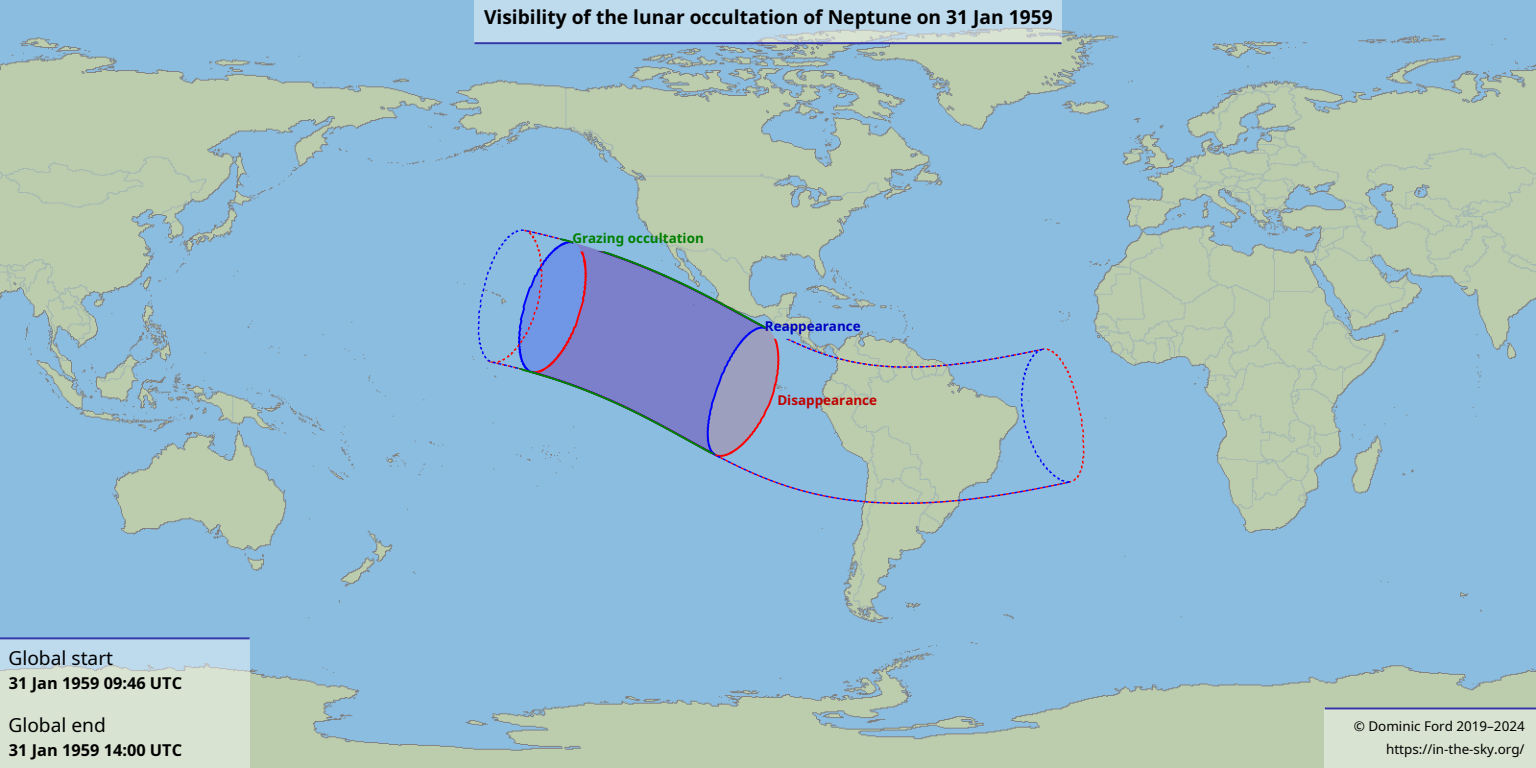 Visibility of the lunar occultation of Neptune on 31 Jan 1959
Grazing occultation
Reappearance
Disappearance
Global start
31 Jan 1959 09:46 UTC
Global end
31 Jan 1959 14:00 UTC
© Dominic Ford 2019–2024
https://in-the-sky.org/